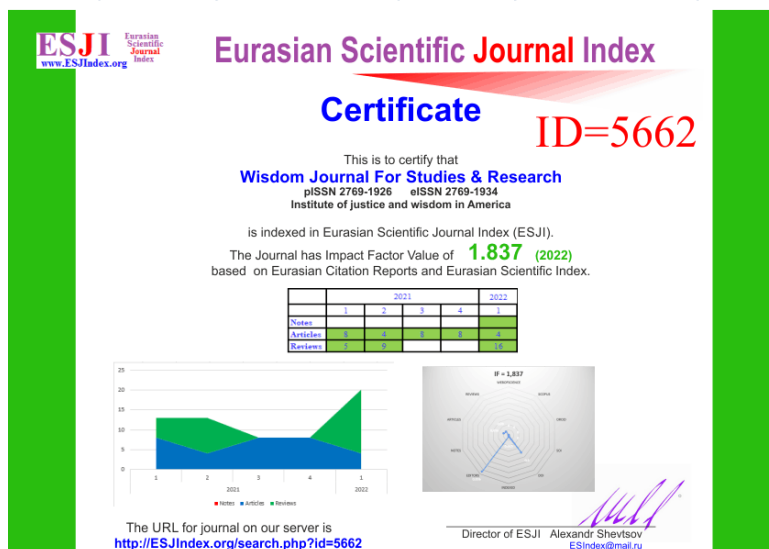 ESJI Eurasian Scientific Journal Index
www.ESJIndex.org
Eurasian Scientific Journal Index
Certificate
ID=5662
This is to certify that
Wisdom Journal For Studies & Research
pISSN 2769-1926 eISSN 2769-1934
Institute of justice and wisdom in America
is indexed in Eurasian Scientific Journal Index (ESJI).
The Journal has Impact Factor Value of 1.837 (2022)
based on Eurasian Citation Reports and Eurasian Scientific Index.
2021 2022
1 2 3 4 1
Notes
Articles 8 4 8 8 4
Reviews 5 9 16
25
20
15
10
5
0
1 2 3 4 1
2021 2022
Notes Articles Reviews
IF = 1,837
The URL for journal on our server is
http://ESJIndex.org/search.php?id=5662
Director of ESJI Alexandr Shevtsov
ESIndex@mail.ru